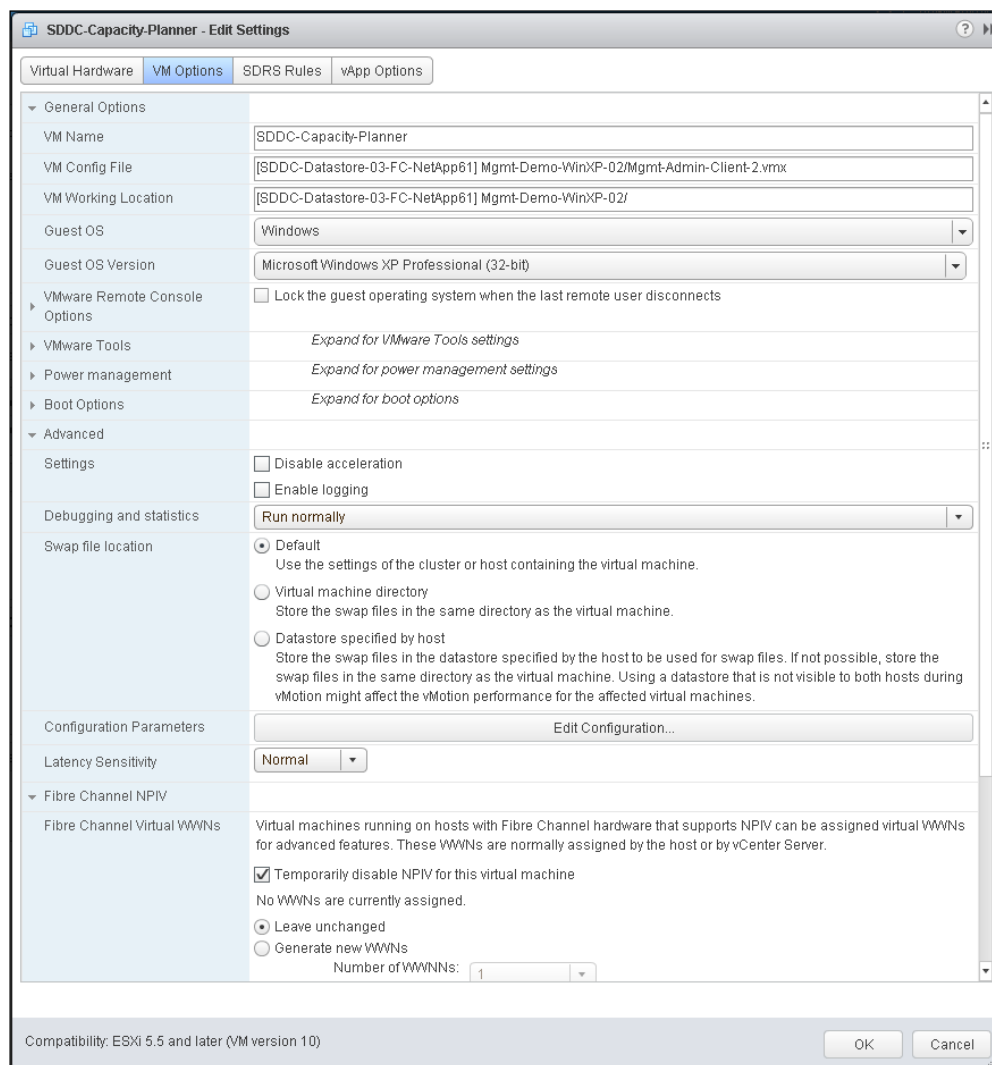 SDDC-Capacity-Planner - Edit Settings
?
Virtual Hardware VM Options SDRS Rules vApp Options
General Options
VM Name SDDC-Capacity-Planner
VM Config File [SDDC-Datastore-03-FC-NetApp61] Mgmt-Demo-WinXP-02/Mgmt-Admin-Client-2.vmx
VM Working Location [SDDC-Datastore-03-FC-NetApp61] Mgmt-Demo-WinXP-02/
Guest OS Windows
Guest OS Version Microsoft Windows XP Professional (32-bit)
VMware Remote Console Lock the guest operating system when the last remote user disconnects
Options
VMware Tools Expand for VMware Tools settings
Power management Expand for power management settings
Boot Options Expand for boot options
Advanced
Settings Disable acceleration
Enable logging
Debugging and statistics Run normally
Swap file location Default
Use the settings of the cluster or host containing the virtual machine.
Virtual machine directory
Store the swap files in the same directory as the virtual machine.
Datastore specified by host
Store the swap files in the datastore specified by the host to be used for swap files. If not possible, store the
swap files in the same directory as the virtual machine. Using a datastore that is not visible to both hosts during
vMotion might affect the vMotion performance for the affected virtual machines.
Configuration Parameters Edit Configuration...
Latency Sensitivity Normal
Fibre Channel NPIV
Fibre Channel Virtual WWNs Virtual machines running on hosts with Fibre Channel hardware that supports NPIV can be assigned virtual WWNs
for advanced features. These WWNs are normally assigned by the host or by vCenter Server.
Temporarily disable NPIV for this virtual machine
No WWNs are currently assigned.
Leave unchanged
Generate new WWNs
Number of WWNNs: 1
Compatibility: ESXi 5.5 and later (VM version 10) OK Cancel